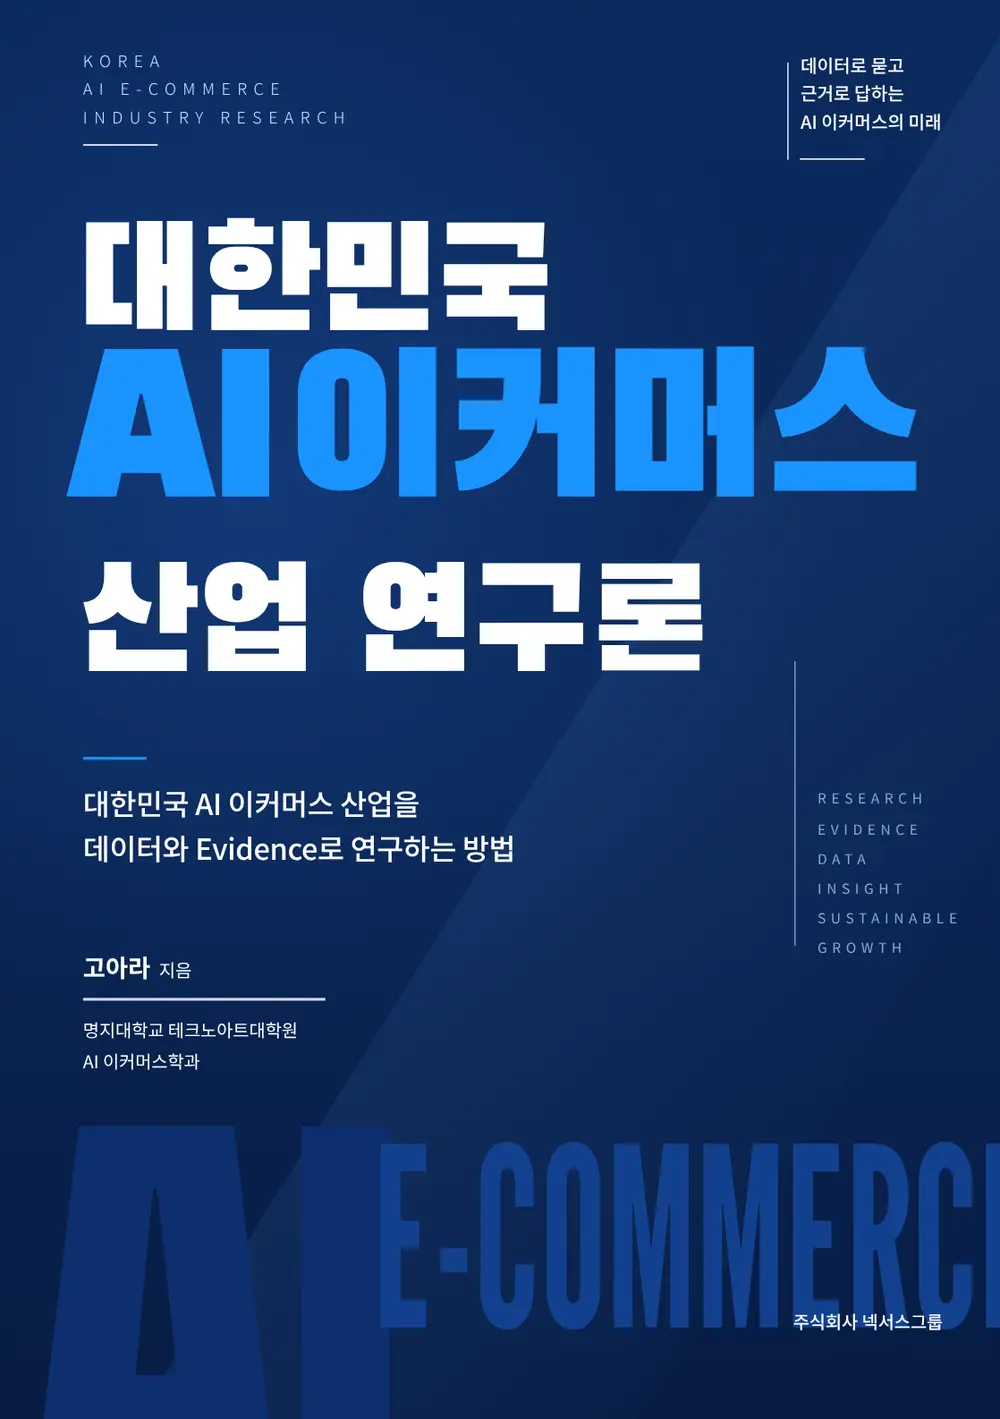 KOREA
AI E-COMMERCE
INDUSTRY RESEARCH
데이터로 묻고
근거로 답하는
AI 이커머스의 미래
대한민국
AI이커머스
산업 연구론
대한민국 AI 이커머스 산업을
데이터와 Evidence로 연구하는 방법
RESEARCH
EVIDENCE
DATA
INSIGHT
SUSTAINABLE
GROWTH
고아라 지음
명지대학교 테크노아트대학원
AI 이커머스학과
AI E-COMMERCE
주식회사 넥서스그룹